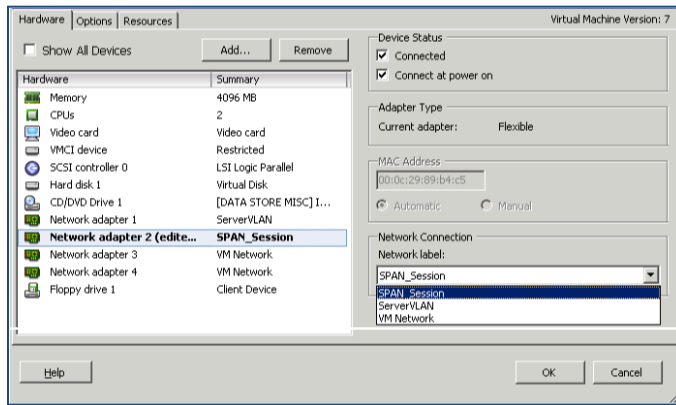 Hardware Options Resources Virtual Machine Version: 7
Show All Devices Add... Remove
Hardware Summary
Memory 4096 MB
CPUs 2
Video card Video card
VMCI device Restricted
SCSI controller 0 LSI Logic Parallel
Hard disk 1 Virtual Disk
CD/DVD Drive 1 [DATA STORE MISC] I...
Network adapter 1 ServerVLAN
Network adapter 2 (edite... SPAN_Session
Network adapter 3 VM Network
Network adapter 4 VM Network
Floppy drive 1 Client Device
Device Status
Connected
Connect at power on
Adapter Type
Current adapter: Flexible
MAC Address
00:0c:29:89:b4:c5
Automatic Manual
Network Connection
Network label:
SPAN_Session
SPAN_Session
ServerVLAN
VM Network
Help OK Cancel